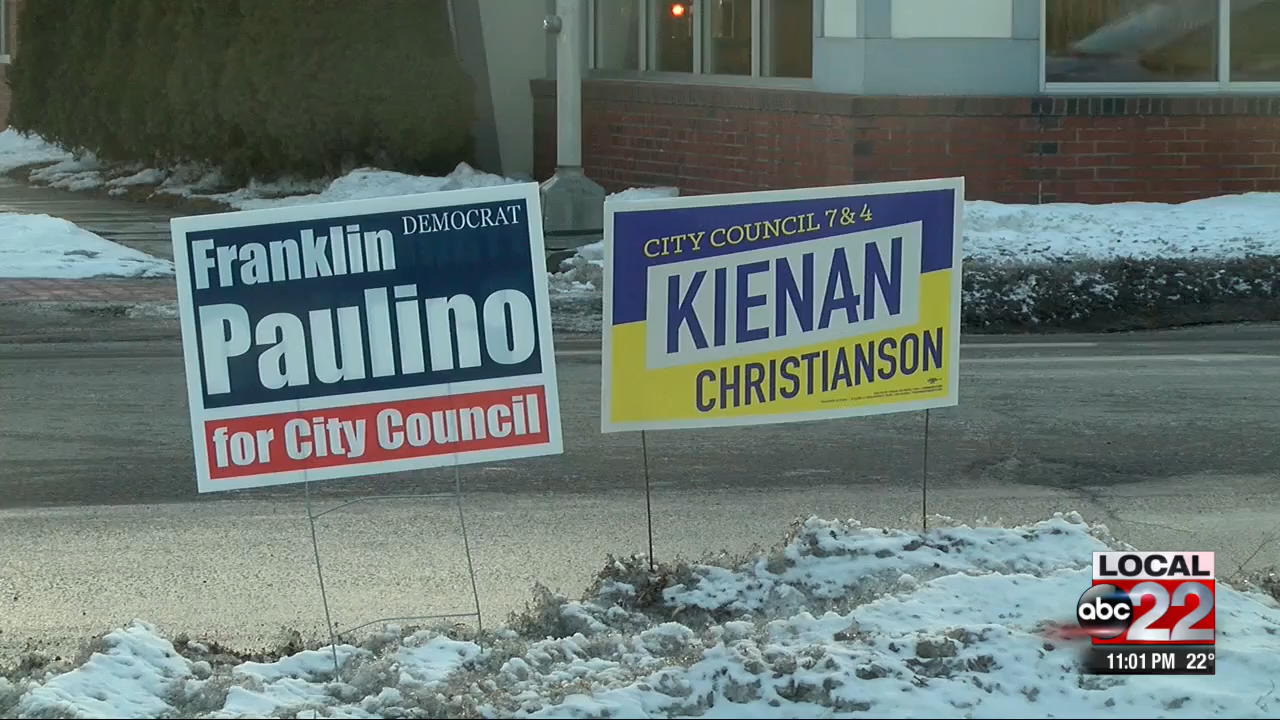 DEMOCRAT
Franklin
Paulino
for City Council
CITY COUNCIL 7 & 4
KIENAN
CHRISTIANSON
LOCAL
abc 22
11:01 PM 22°